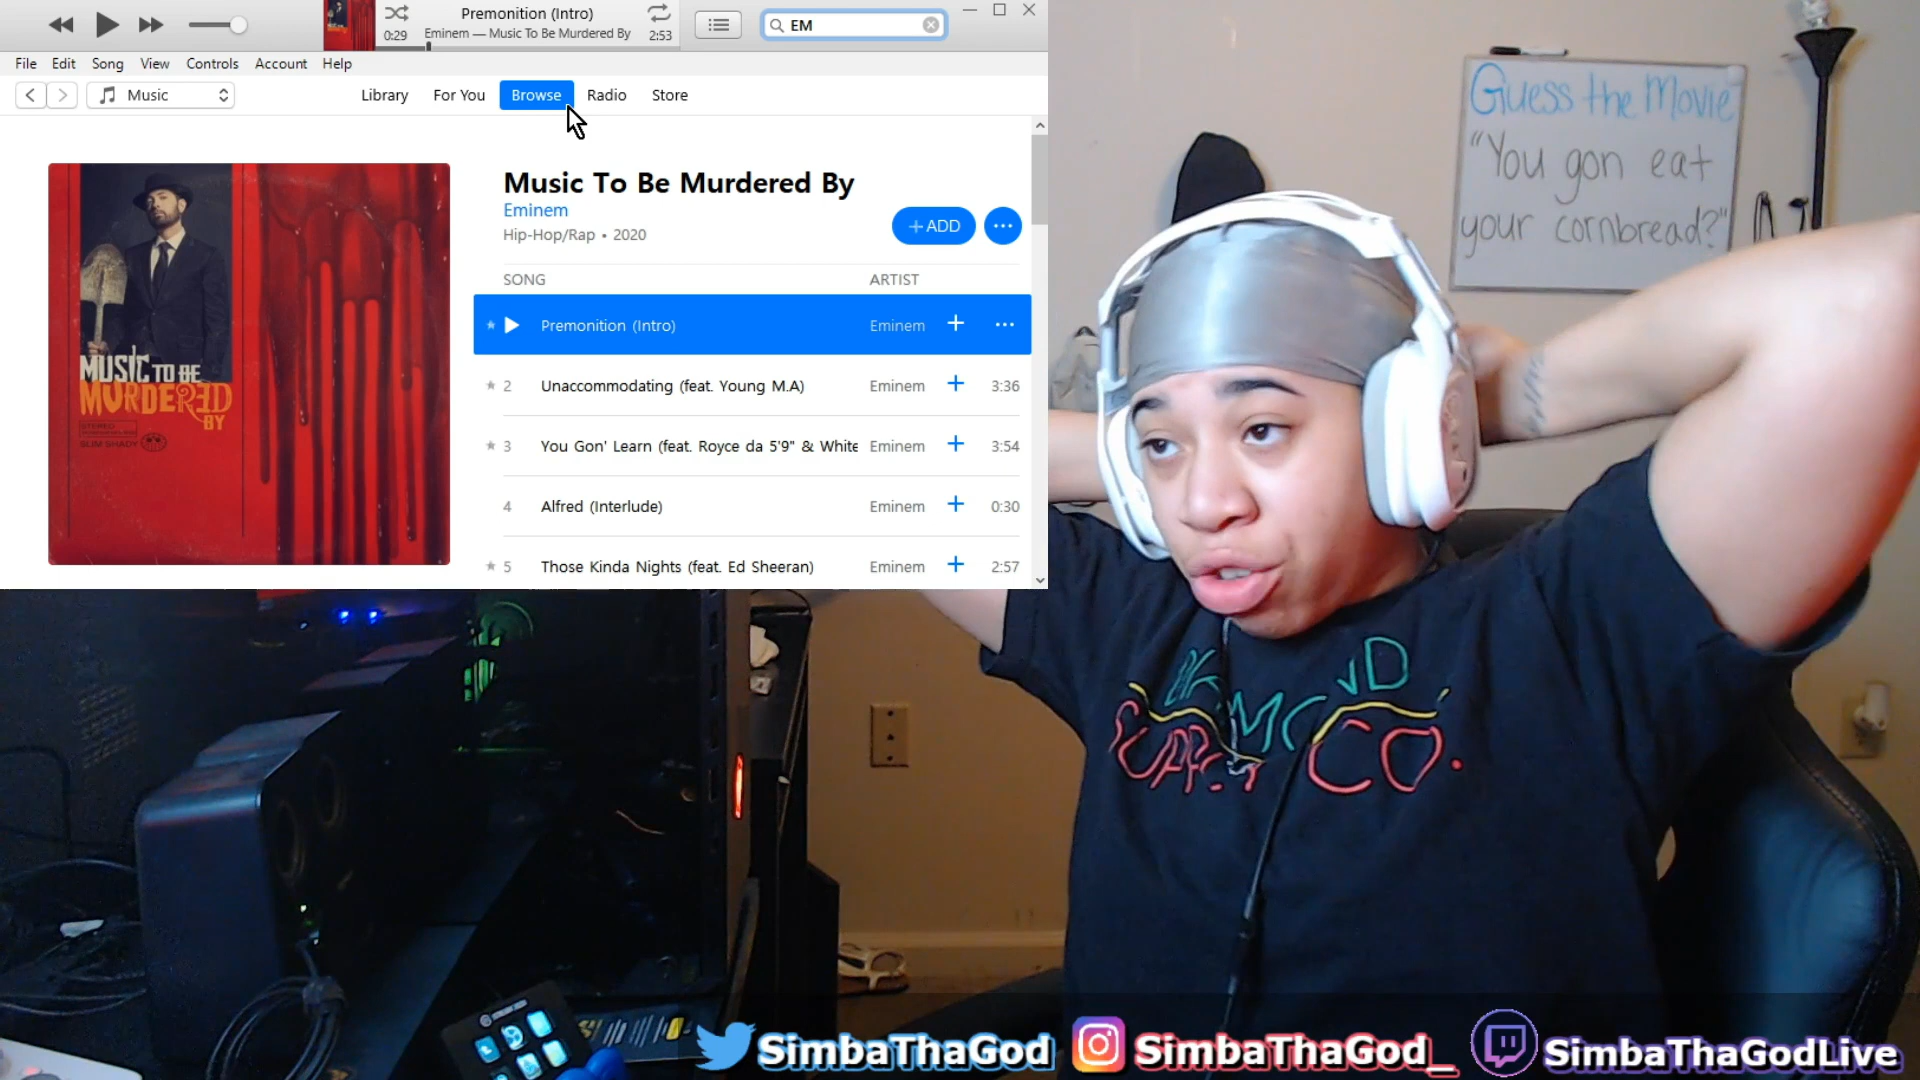 Premonition (Intro)
0:29
Eminem — Music To Be Murdered By
2:53
EM
File Edit Song View Controls Account Help
Music
Library For You Browse Radio Store
Music To Be Murdered By
Eminem
Hip-Hop/Rap • 2020
+ADD
SONG ARTIST
Premonition (Intro) Eminem
2 Unaccommodating (feat. Young M.A) Eminem 3:36
3 You Gon' Learn (feat. Royce da 5'9" & White Eminem 3:54
4 Alfred (Interlude) Eminem 0:30
5 Those Kinda Nights (feat. Ed Sheeran) Eminem 2:57
MUSIC TO BE
MURDERED
BY
STEREO
SLIM SHADY
Guess the Movie
"You gon eat
your cornbread?"
CO.
SimbaThaGod
SimbaThaGod_
SimbaThaGodLive